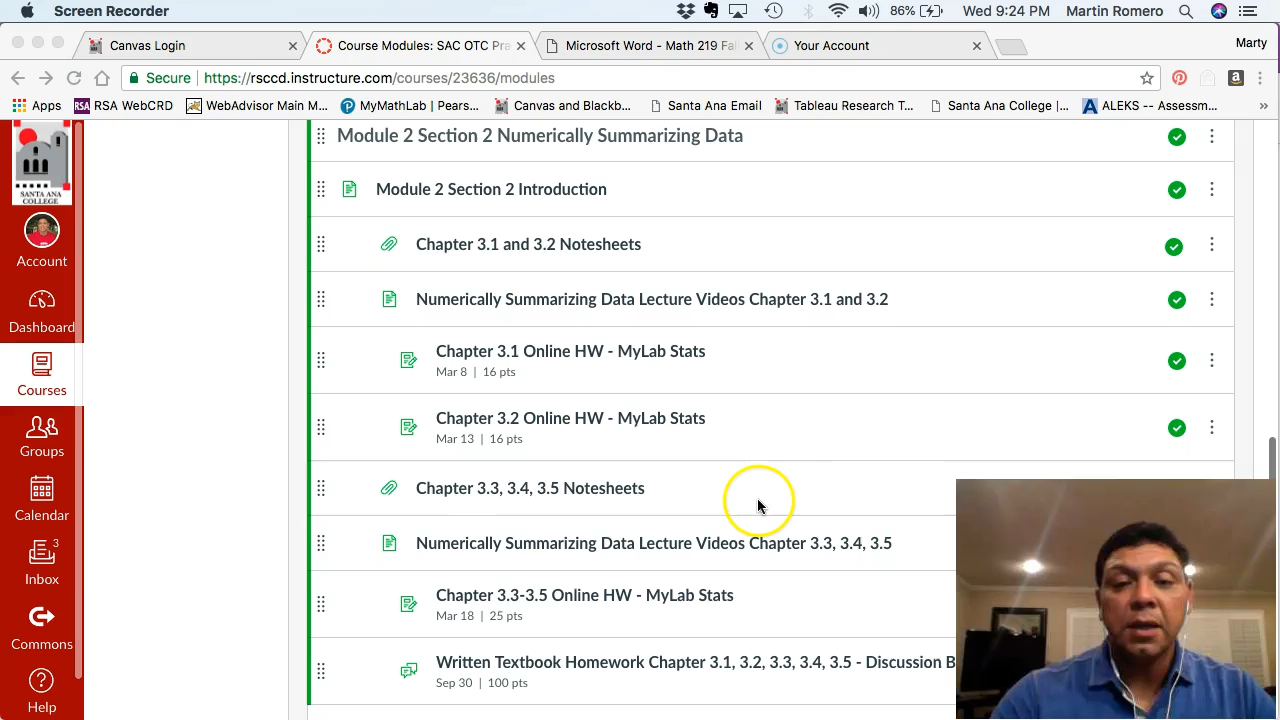 Screen Recorder
86%
Wed 9:24 PM
Martin Romero
Canvas Login
Course Modules: SAC OTC Pra
Microsoft Word - Math 219 Fal
Your Account
Marty
Secure
https://rsccd.instructure.com/courses/23636/modules
Apps
RSA WebCRD
WebAdvisor Main M...
MyMathLab | Pers...
Canvas and Blackb...
Santa Ana Email
Tableau Research T...
Santa Ana College |...
ALEKS -- Assessm...
»
SANTA ANA
COLLEGE
Account
Dashboard
Courses
Groups
Calendar
3
Inbox
Commons
Help
Module 2 Section 2 Numerically Summarizing Data
Module 2 Section 2 Introduction
Chapter 3.1 and 3.2 Notesheets
Numerically Summarizing Data Lecture Videos Chapter 3.1 and 3.2
Chapter 3.1 Online HW - MyLab Stats
Mar 8 | 16 pts
Chapter 3.2 Online HW - MyLab Stats
Mar 13 | 16 pts
Chapter 3.3, 3.4, 3.5 Notesheets
Numerically Summarizing Data Lecture Videos Chapter 3.3, 3.4, 3.5
Chapter 3.3-3.5 Online HW - MyLab Stats
Mar 18 | 25 pts
Written Textbook Homework Chapter 3.1, 3.2, 3.3, 3.4, 3.5 - Discussion B
Sep 30 | 100 pts